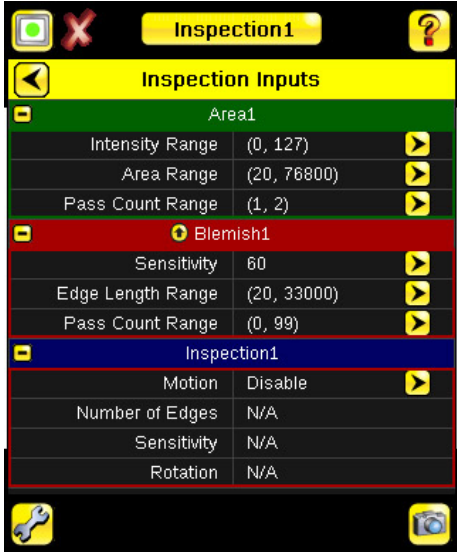 Inspection1
?
Inspection Inputs
Area1
Intensity Range (0, 127)
Area Range (20, 76800)
Pass Count Range (1, 2)
Blemish1
Sensitivity 60
Edge Length Range (20, 33000)
Pass Count Range (0, 99)
Inspection1
Motion Disable
Number of Edges N/A
Sensitivity N/A
Rotation N/A